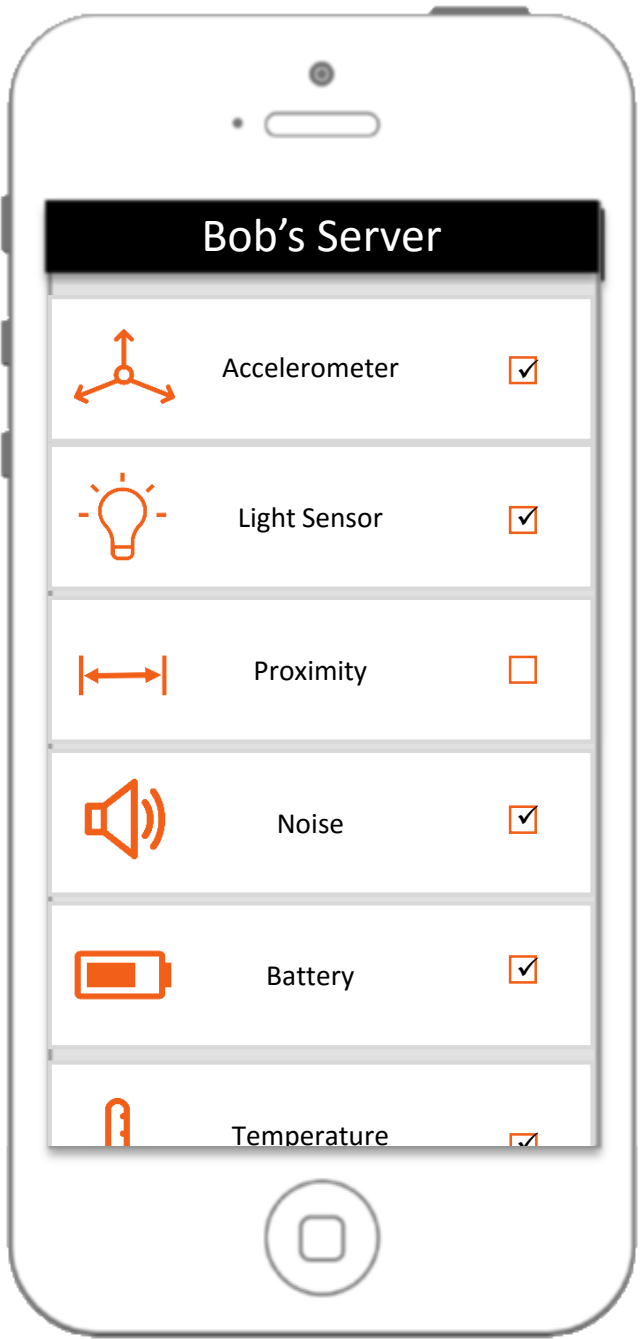 Bob’s Server
Accelerometer
Light Sensor
Proximity
Noise
Battery
Temperature